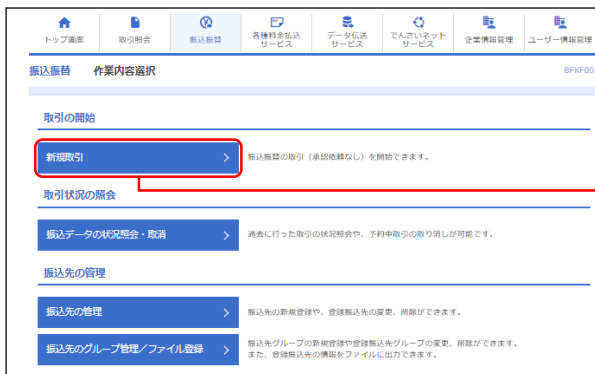 トップ画面
取引照会
振込振替
各種料金払込
サービス
データ伝送
サービス
でんさいネット
サービス
企業情報管理
ユーザー情報管理
振込振替 作業内容選択
BFKF00
取引の開始
新規取引
振込振替の取引（承認依頼なし）を開始できます。
取引状況の照会
振込データの状況照会・取消
過去に行った取引の状況照会や、予約中取引の取り消しが可能です。
振込先の管理
振込先の管理
振込先の新規登録や、登録振込先の変更、削除ができます。
振込先のグループ管理／ファイル登録
振込先グループの新規登録や登録振込先グループの変更、削除ができます。
また、登録振込先の情報をファイルに出力できます。